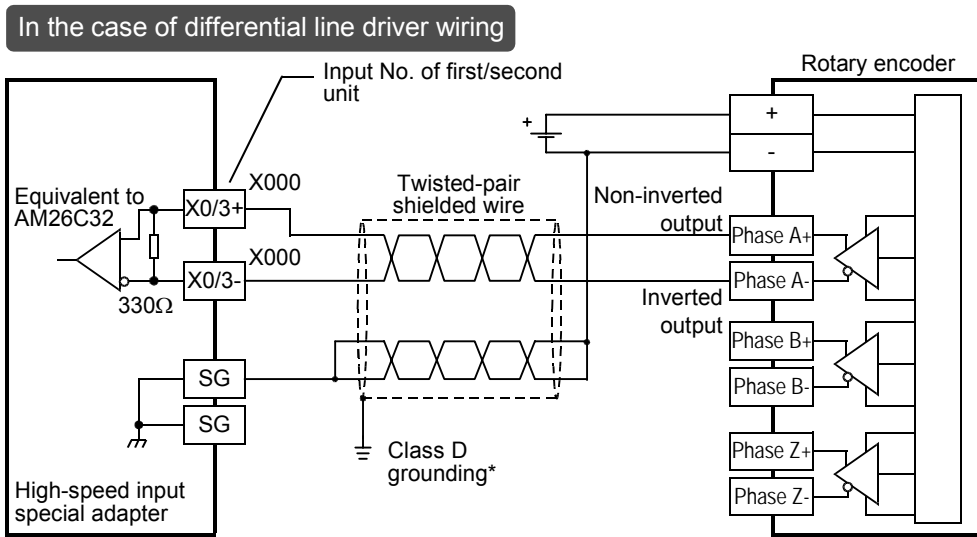 In the case of differential line driver wiring
Input No. of first/second
unit
Rotary encoder
+
+
-
Equivalent to
AM26C32
X0/3+
X000
X0/3-
X000
330Ω
Twisted-pair
shielded wire
Non-inverted
output
Inverted
output
Phase A+
Phase A-
Phase B+
Phase B-
Phase Z+
Phase Z-
SG
SG
Class D
grounding*
High-speed input
special adapter